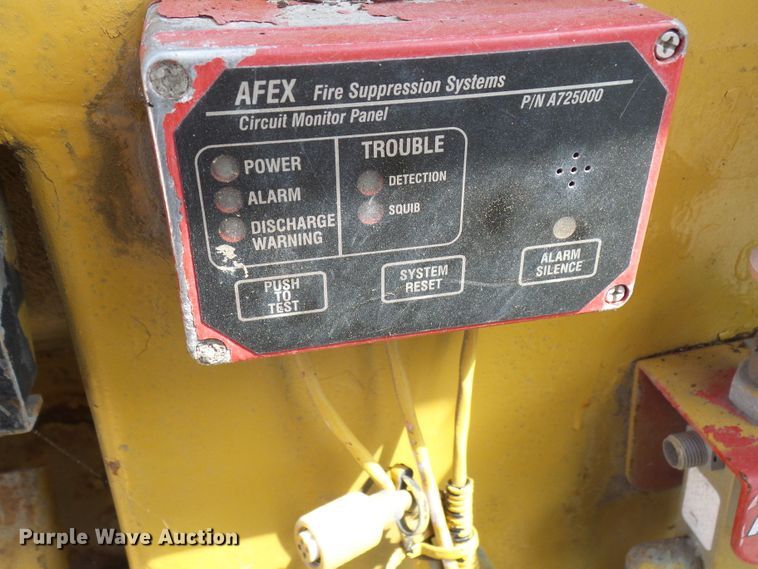 AFEX Fire Suppression Systems
P/N A725000
Circuit Monitor Panel
POWER
ALARM
DISCHARGE
WARNING
TROUBLE
DETECTION
SQUIB
PUSH
TO
TEST
SYSTEM
RESET
ALARM
SILENCE
Purple Wave Auction